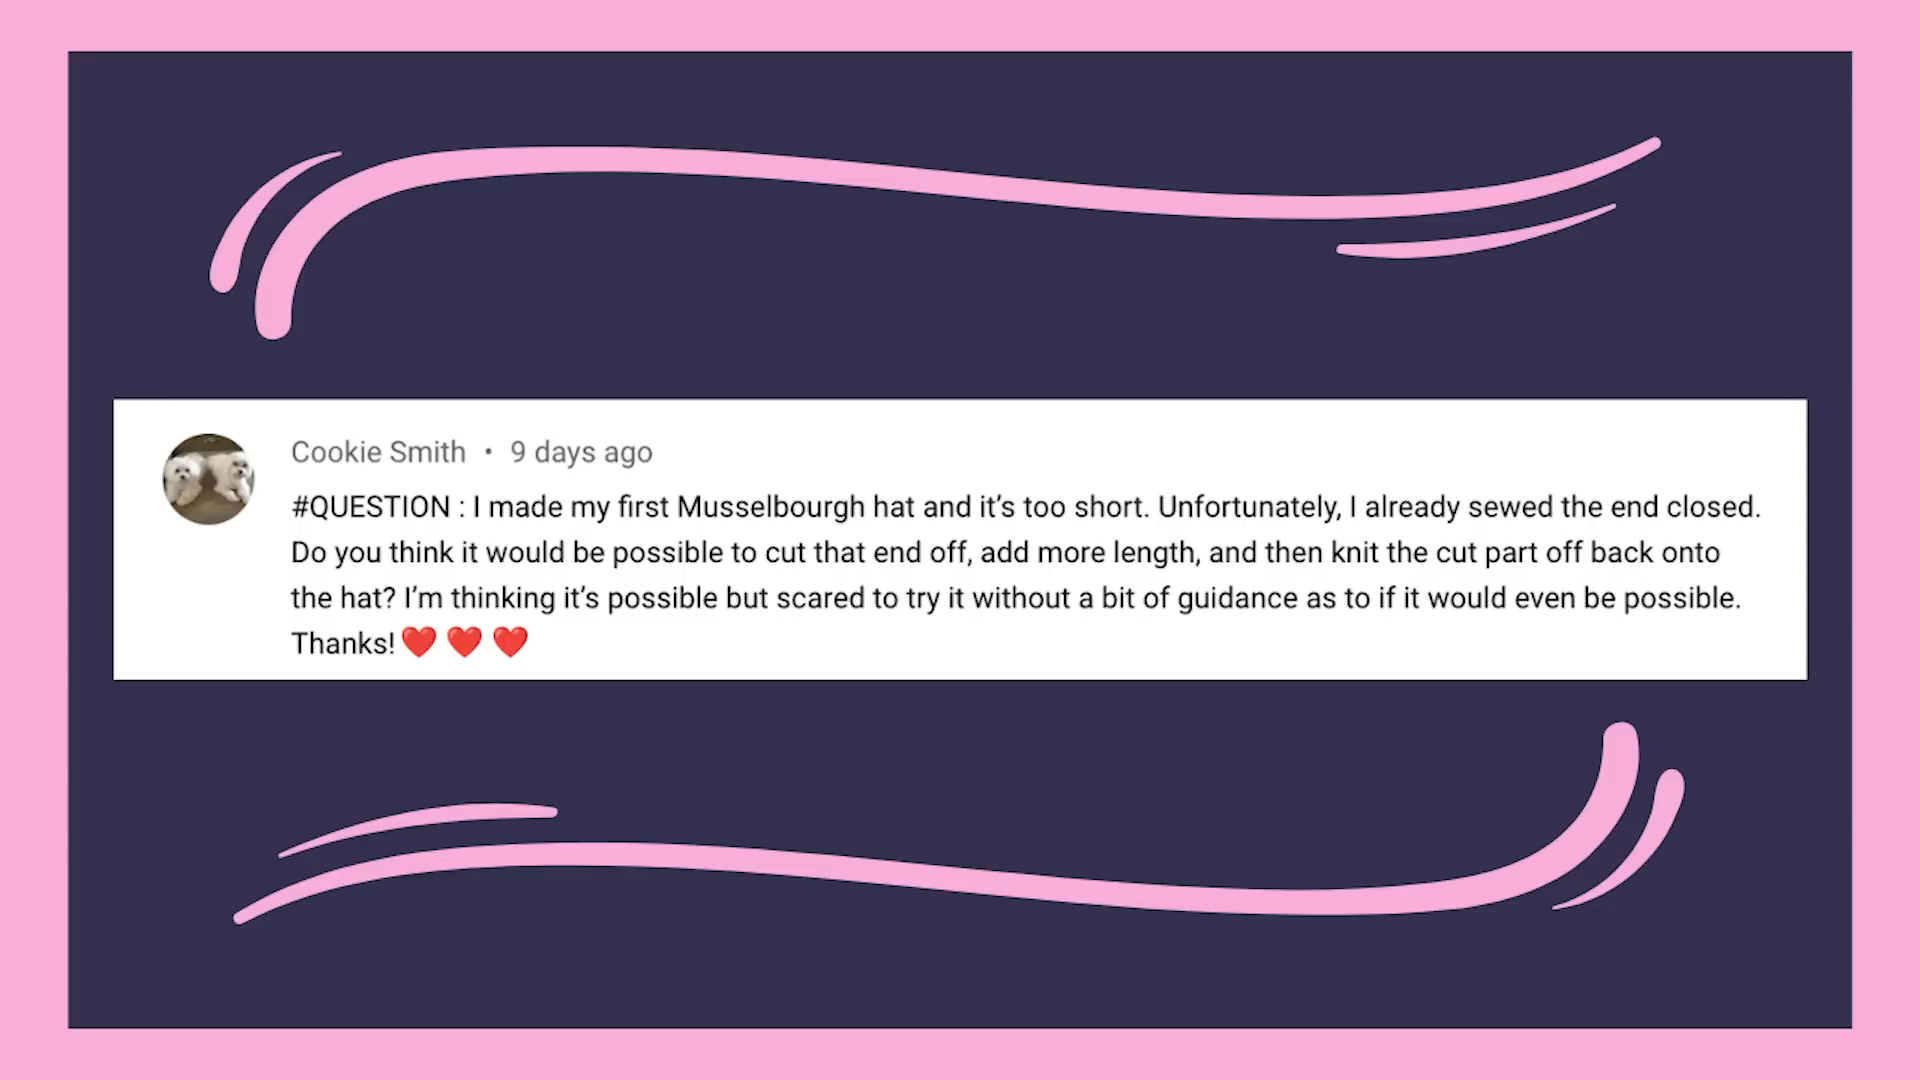 Cookie Smith • 9 days ago
#QUESTION : I made my first Musselbourgh hat and it’s too short. Unfortunately, I already sewed the end closed.
Do you think it would be possible to cut that end off, add more length, and then knit the cut part off back onto
the hat? I’m thinking it’s possible but scared to try it without a bit of guidance as to if it would even be possible.
Thanks! ❤️ ❤️ ❤️